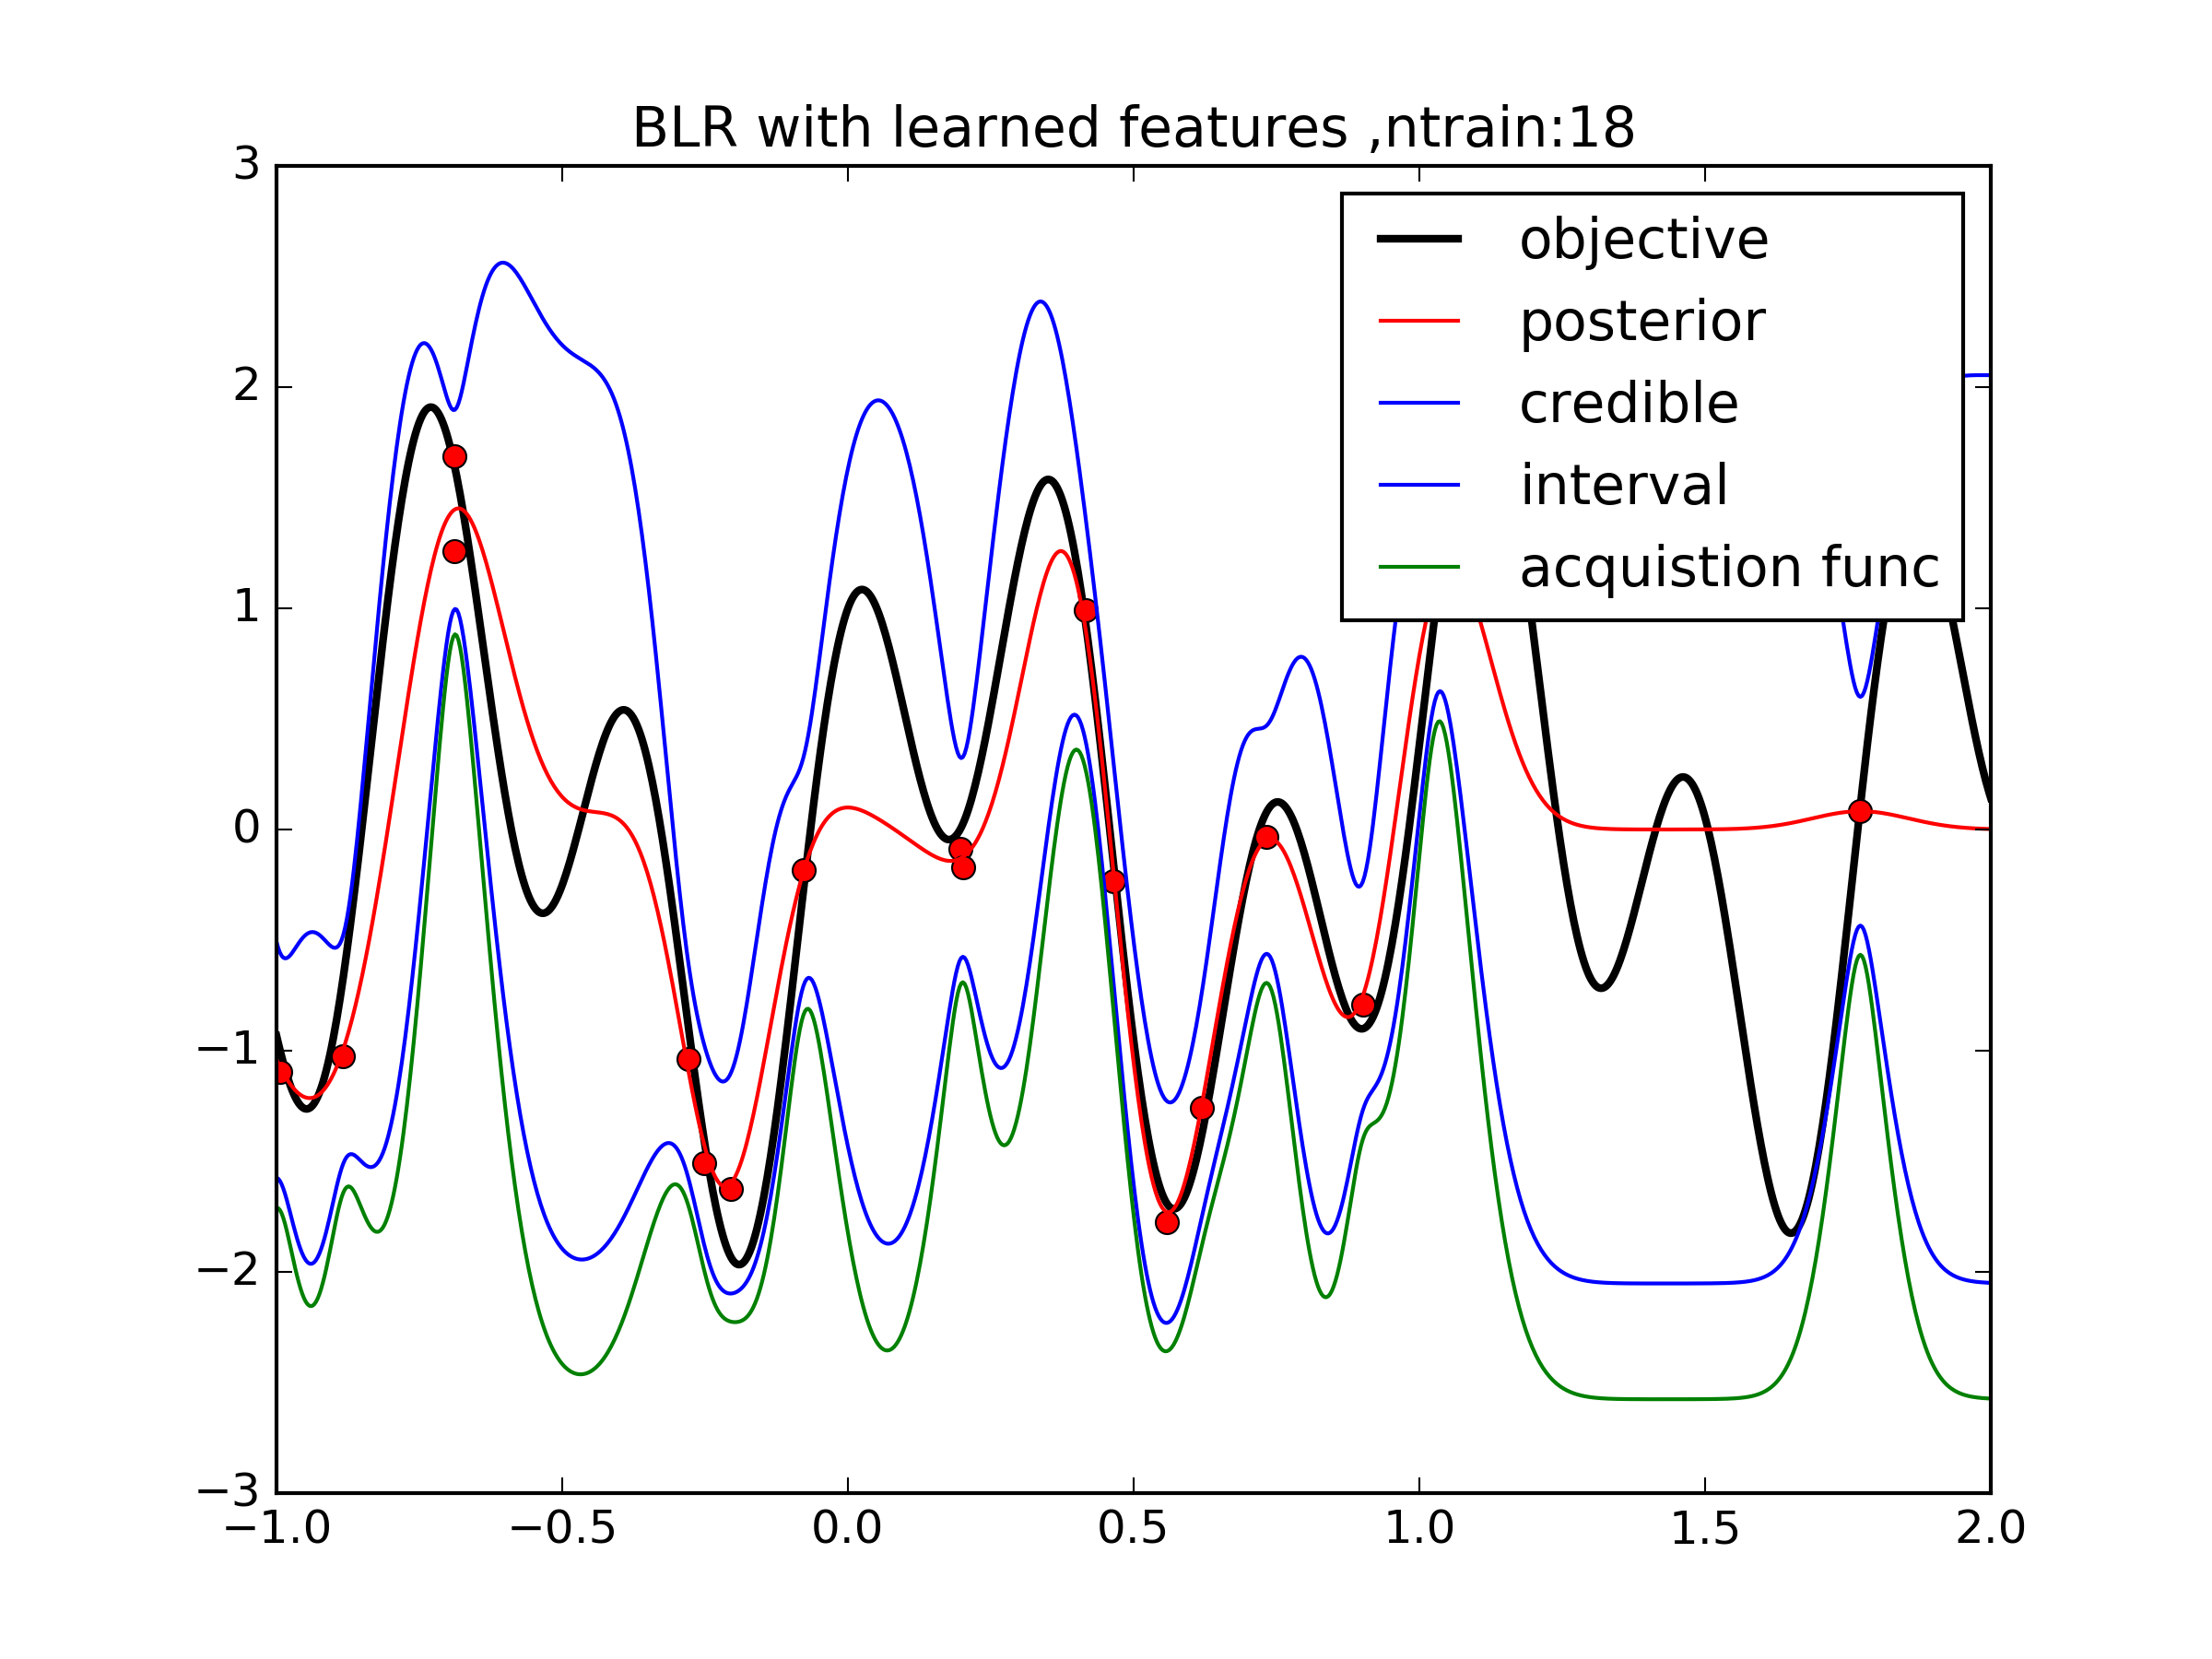 BLR with learned features ,ntrain:18
3
2
1
0
−1
−2
−3
objective
posterior
credible
interval
acquistion func
−1.0 −0.5 0.0 0.5 1.0 1.5 2.0